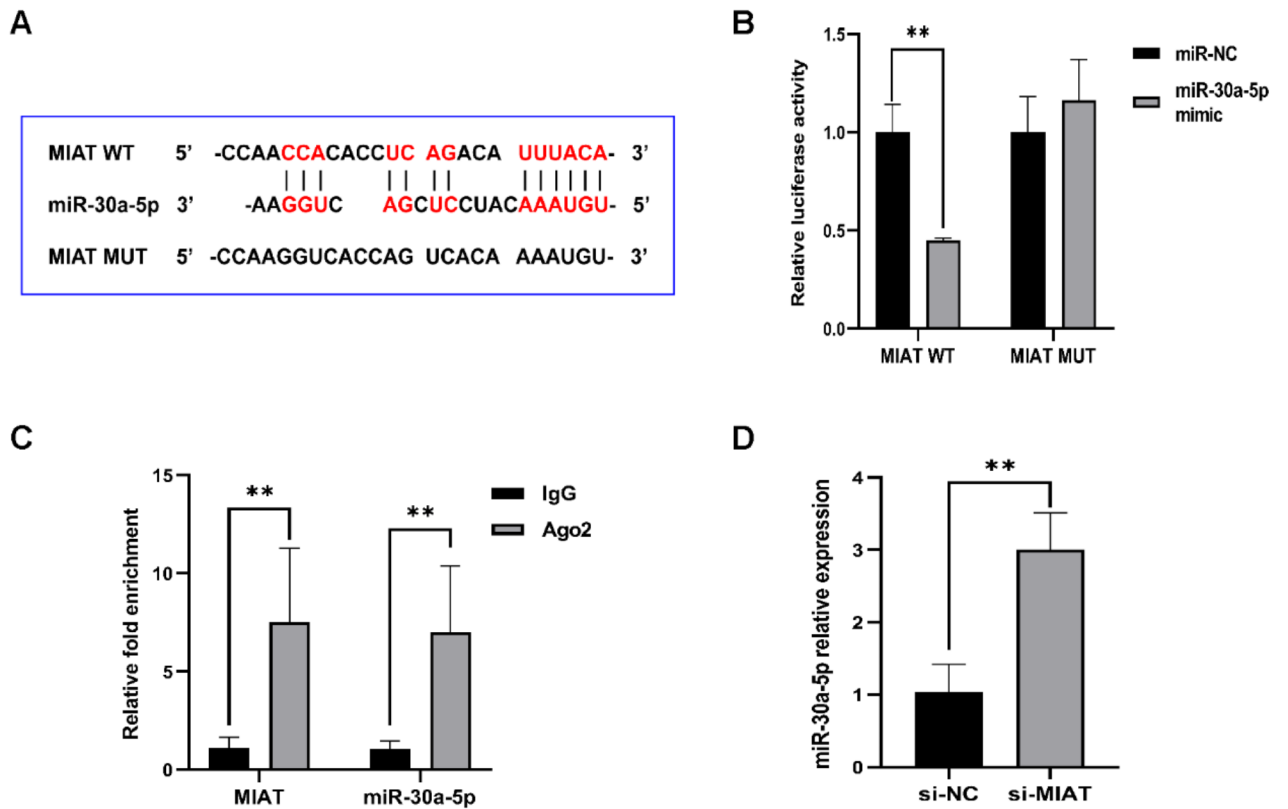 A
MIAT WT 5’ -CCAACCACACCUC AGACA UUUACA- 3’
miR-30a-5p 3’ -AAGGUC AGCUCCUACAAAUGU- 5’
MIAT MUT 5’ -CCAAGGUCACCAG UCACA AAAUGU- 3’
B
Relative luciferase activity
1.5
1.0
0.5
0.0
**
MIAT WT MIAT MUT
miR-NC
miR-30a-5p
mimic
C
Relative fold enrichment
15
10
5
0
** **
MIAT miR-30a-5p
IgG
Ago2
D
miR-30a-5p relative expression
4
3
2
1
0
**
si-NC si-MIAT